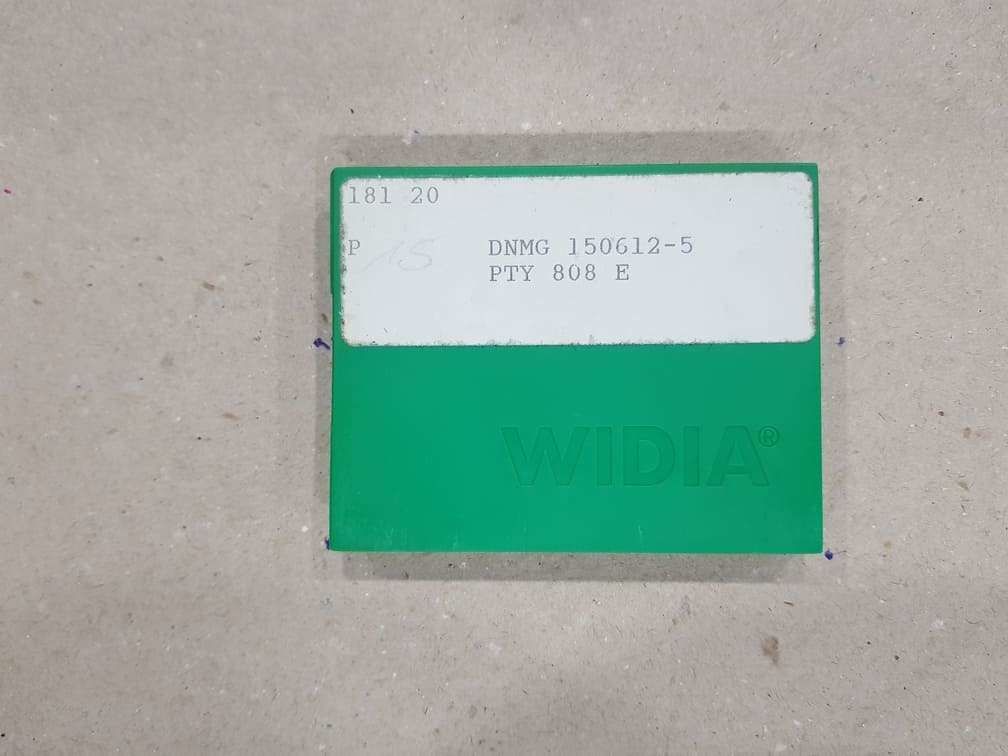 181 20
P 15 DNMG 150612-5
PTY 808 E
WIDIA®